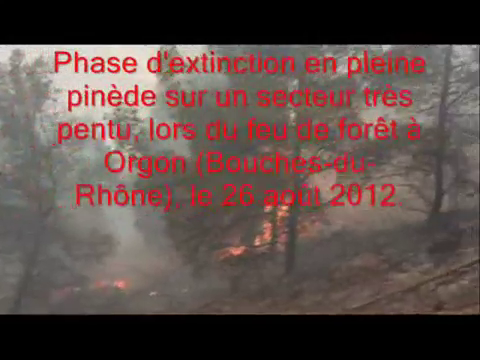 Phase d'extinction en pleine
pinède sur un secteur très
pentu, lors du feu de forêt à
Orgon (Bouches-du-
Rhône), le 26 août 2012